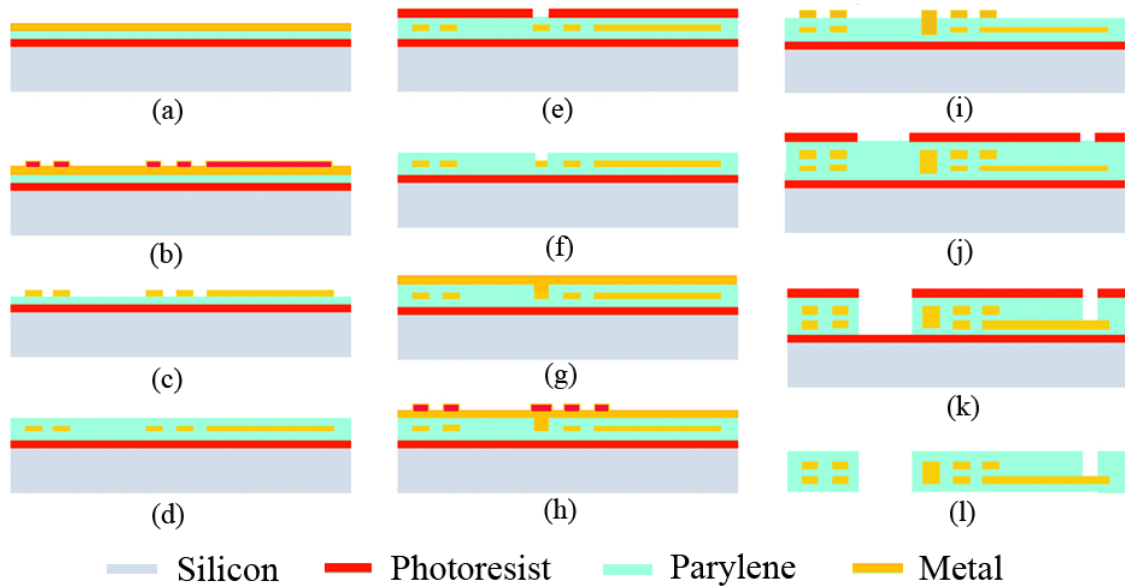 (a)
(b)
(c)
(d)
(e)
(f)
(g)
(h)
(i)
(j)
(k)
(l)
Silicon Photoresist Parylene Metal